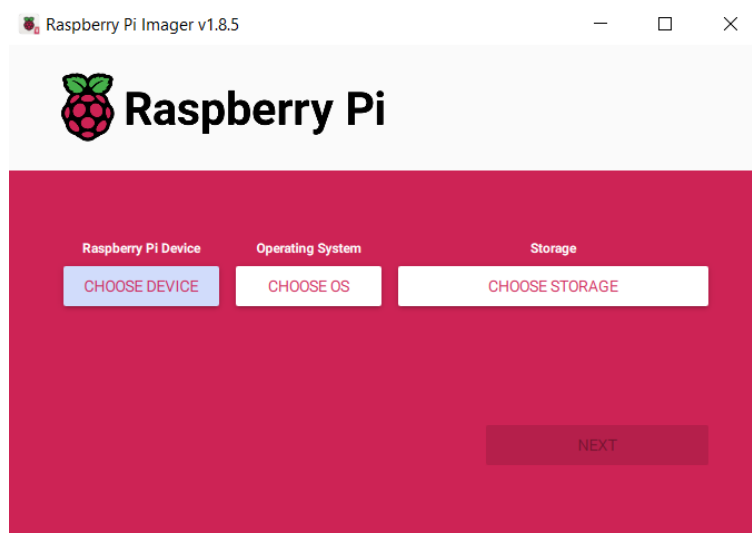 Raspberry Pi Imager v1.8.5
Raspberry Pi
Raspberry Pi Device Operating System Storage
CHOOSE DEVICE CHOOSE OS CHOOSE STORAGE
NEXT